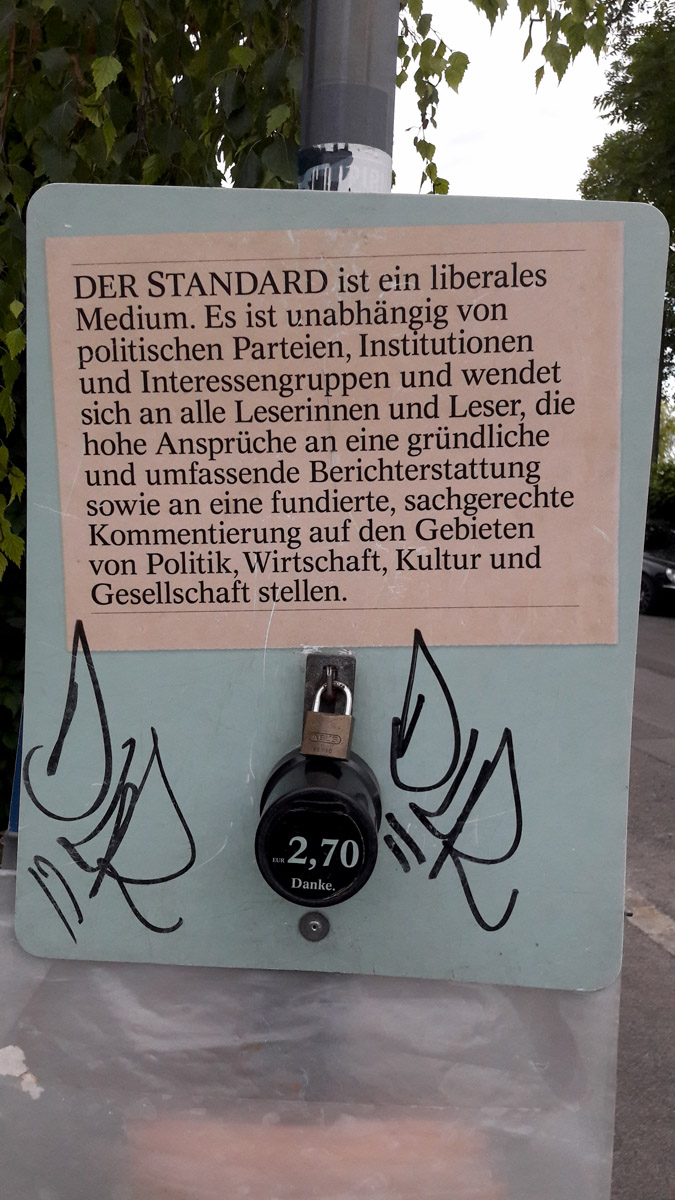 DER STANDARD ist ein liberales
Medium. Es ist unabhängig von
politischen Parteien, Institutionen
und Interessengruppen und wendet
sich an alle Leserinnen und Leser, die
hohe Ansprüche an eine gründliche
und umfassende Berichterstattung
sowie an eine fundierte, sachgerechte
Kommentierung auf den Gebieten
von Politik, Wirtschaft, Kultur und
Gesellschaft stellen.
ABUS
EUR 2,70
Danke.